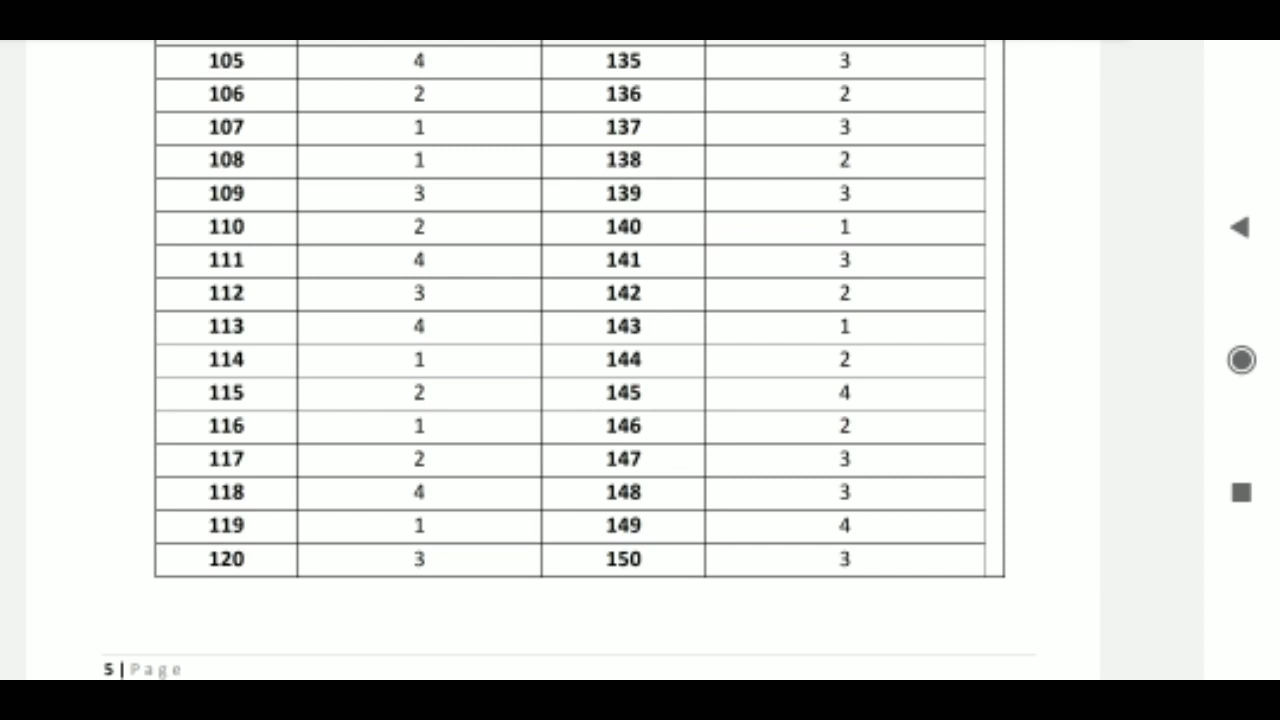 105 4 135 3
106 2 136 2
107 1 137 3
108 1 138 2
109 3 139 3
110 2 140 1
111 4 141 3
112 3 142 2
113 4 143 1
114 1 144 2
115 2 145 4
116 1 146 2
117 2 147 3
118 4 148 3
119 1 149 4
120 3 150 3
5 | Page